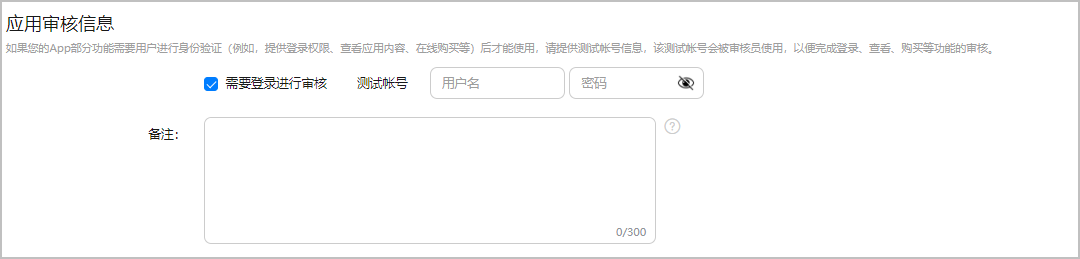 应用审核信息
如果您的App部分功能需要用户进行身份验证（例如，提供登录权限、查看应用内容、在线购买等）后才能使用，请提供测试帐号信息，该测试帐号会被审核员使用，以便完成登录、查看、购买等功能的审核。
需要登录进行审核 测试帐号 用户名 密码
备注：
0/300